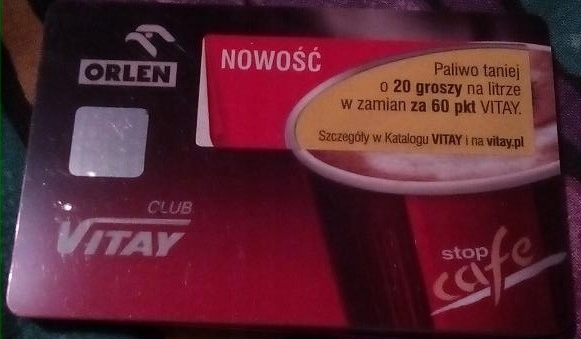 ORLEN
NOWOŚĆ
Paliwo taniej
o 20 groszy na litrze
w zamian za 60 pkt VITAY.
Szczegóły w Katalogu VITAY i na vitay.pl
CLUB
VITAY
stop
cafe